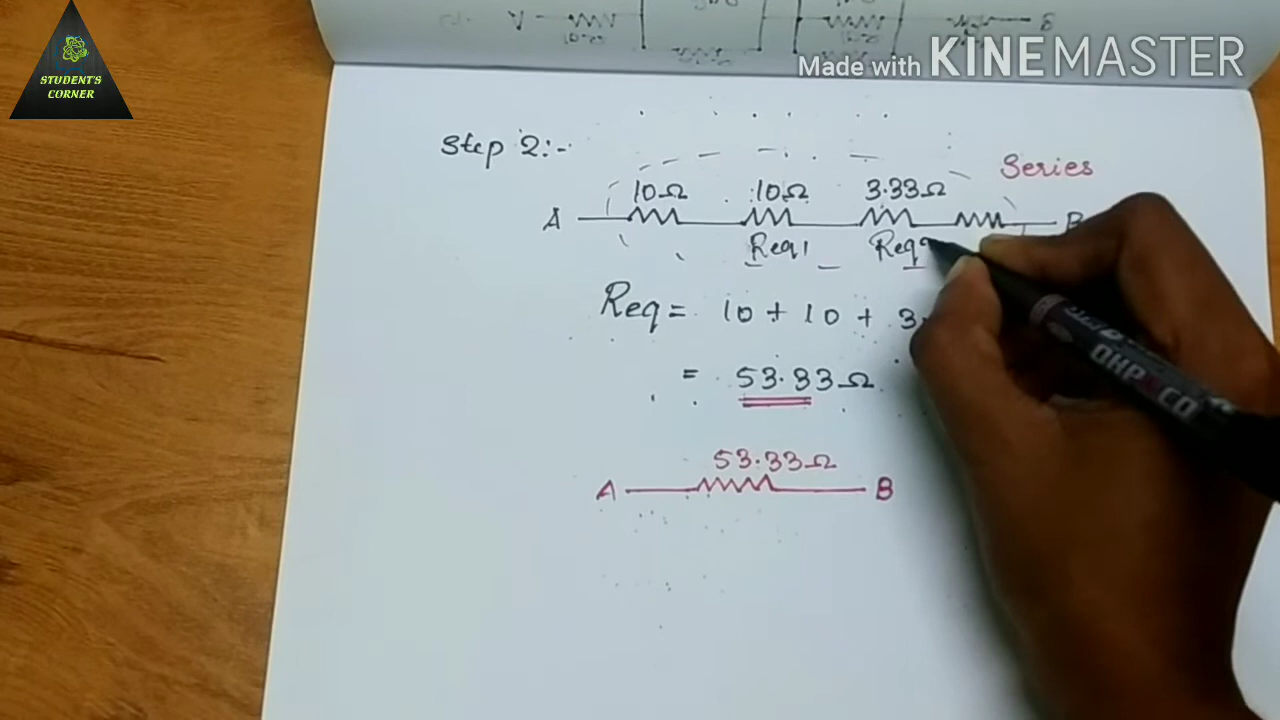 Made with KINEMASTER
STUDENT'S
CORNER
Step 2:-
Series
10Ω 10Ω 3.33Ω
A B
Req1 Req
Req = 10 + 10 + 3.
= 53.33Ω
53.33Ω
A B